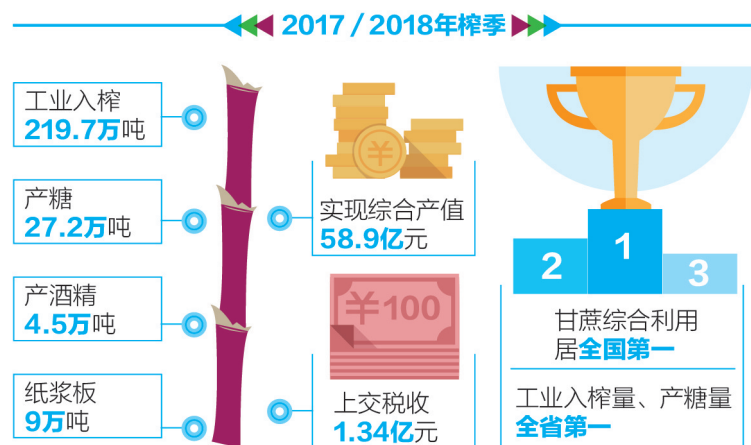 2017/2018年榨季
工业入榨
219.7万吨
产糖
27.2万吨
产酒精
4.5万吨
纸浆板
9万吨
¥
实现综合产值
58.9亿元
¥100
上交税收
1.34亿元
2
1
3
甘蔗综合利用
居全国第一
工业入榨量、产糖量
全省第一